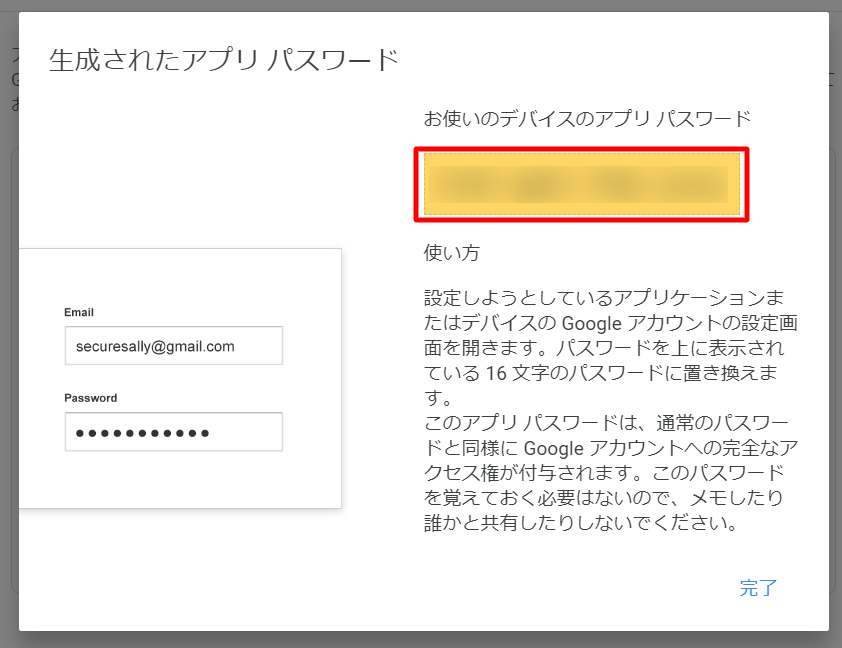 生成されたアプリ パスワード
お使いのデバイスのアプリ パスワード
使い方
設定しようとしているアプリケーションま
たはデバイスの Google アカウントの設定画
面を開きます。パスワードを上に表示され
ている 16 文字のパスワードに置き換えま
す。
このアプリ パスワードは、通常のパスワー
ドと同様に Google アカウントへの完全なア
クセス権が付与されます。このパスワード
を覚えておく必要はないので、メモしたり
誰かと共有したりしないでください。
Email
securesally@gmail.com
Password
●●●●●●●●●●●
完了